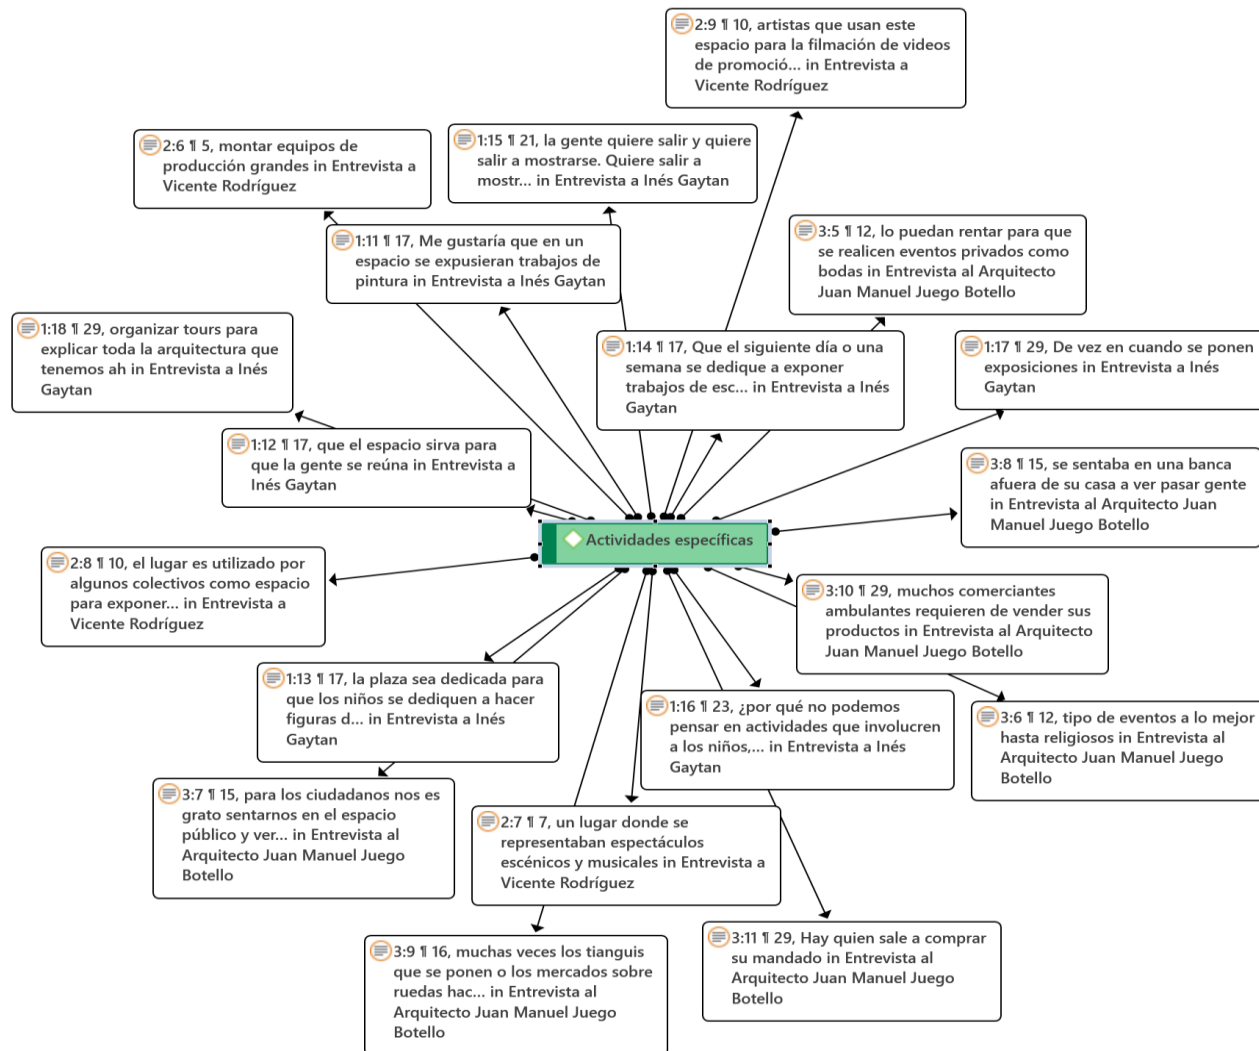 2:9 ¶ 10, artistas que usan este
espacio para la filmación de videos
de promoció... in Entrevista a
Vicente Rodríguez
2:6 ¶ 5, montar equipos de
producción grandes in Entrevista a
Vicente Rodríguez
1:15 ¶ 21, la gente quiere salir y quiere
salir a mostrarse. Quiere salir a
mostr... in Entrevista a Inés Gaytan
1:11 ¶ 17, Me gustaría que en un
espacio se expusieran trabajos de
pintura in Entrevista a Inés Gaytan
3:5 ¶ 12, lo puedan rentar para que
se realicen eventos privados como
bodas in Entrevista al Arquitecto
Juan Manuel Juego Botello
1:18 ¶ 29, organizar tours para
explicar toda la arquitectura que
tenemos ah in Entrevista a Inés
Gaytan
1:14 ¶ 17, Que el siguiente día o una
semana se dedique a exponer
trabajos de esc... in Entrevista a Inés
Gaytan
1:17 ¶ 29, De vez en cuando se ponen
exposiciones in Entrevista a Inés
Gaytan
1:12 ¶ 17, que el espacio sirva para
que la gente se reúna in Entrevista a
Inés Gaytan
3:8 ¶ 15, se sentaba en una banca
afuera de su casa a ver pasar gente
in Entrevista al Arquitecto Juan
Manuel Juego Botello
Actividades específicas
2:8 ¶ 10, el lugar es utilizado por
algunos colectivos como espacio
para exponer... in Entrevista a
Vicente Rodríguez
3:10 ¶ 29, muchos comerciantes
ambulantes requieren de vender sus
productos in Entrevista al Arquitecto
Juan Manuel Juego Botello
1:13 ¶ 17, la plaza sea dedicada para
que los niños se dediquen a hacer
figuras d... in Entrevista a Inés
Gaytan
1:16 ¶ 23, ¿por qué no podemos
pensar en actividades que involucren
a los niños,... in Entrevista a Inés
Gaytan
3:6 ¶ 12, tipo de eventos a lo mejor
hasta religiosos in Entrevista al
Arquitecto Juan Manuel Juego
Botello
3:7 ¶ 15, para los ciudadanos nos es
grato sentarnos en el espacio
público y ver... in Entrevista al
Arquitecto Juan Manuel Juego
Botello
2:7 ¶ 7, un lugar donde se
representaban espectáculos
escénicos y musicales in Entrevista a
Vicente Rodríguez
3:9 ¶ 16, muchas veces los tianguis
que se ponen o los mercados sobre
ruedas hac... in Entrevista al
Arquitecto Juan Manuel Juego
Botello
3:11 ¶ 29, Hay quien sale a comprar
su mandado in Entrevista al
Arquitecto Juan Manuel Juego
Botello